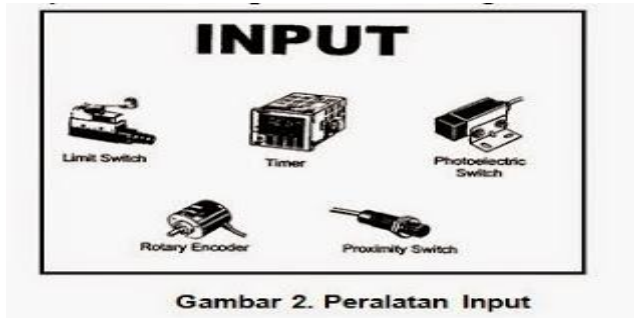 INPUT
Limit Switch
Timer
Photoelectric
Switch
Rotary Encoder
Proximity Switch
Gambar 2. Peralatan Input